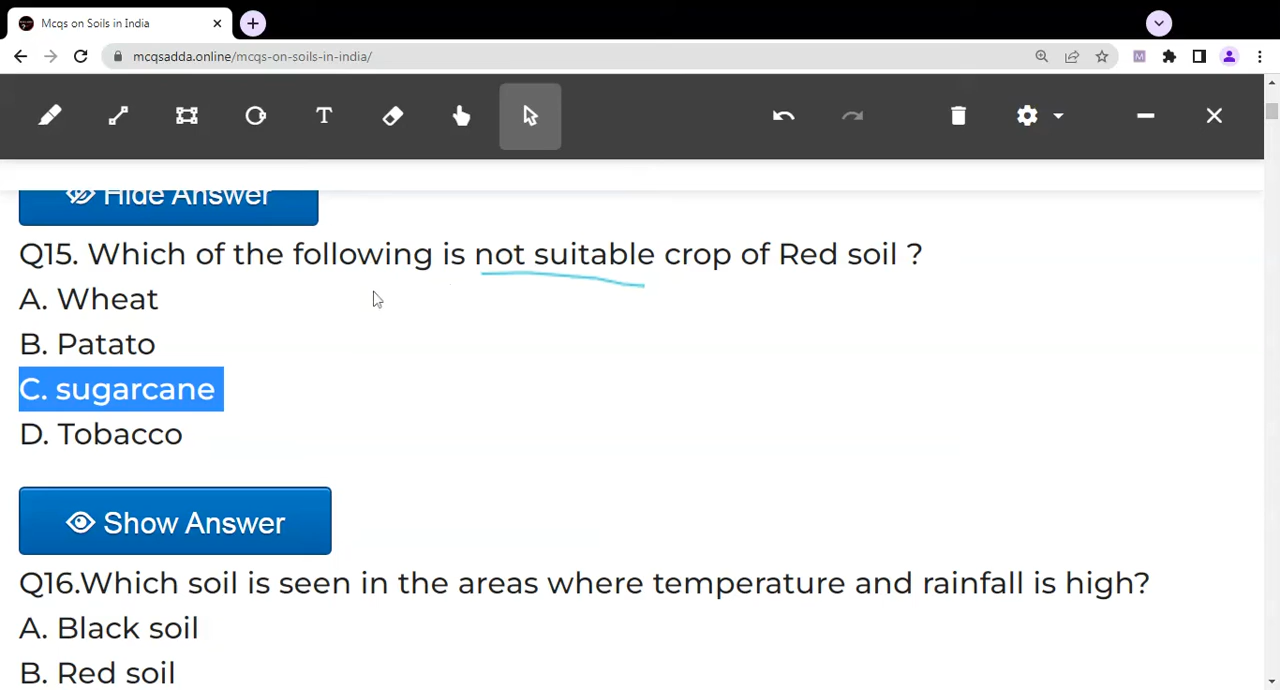 Mcqs on Soils in India
mcqsadda.online/mcqs-on-soils-in-india/
M
T
Hide Answer
Q15. Which of the following is not suitable crop of Red soil ?
A. Wheat
B. Patato
C. sugarcane
D. Tobacco
Show Answer
Q16.Which soil is seen in the areas where temperature and rainfall is high?
A. Black soil
B. Red soil